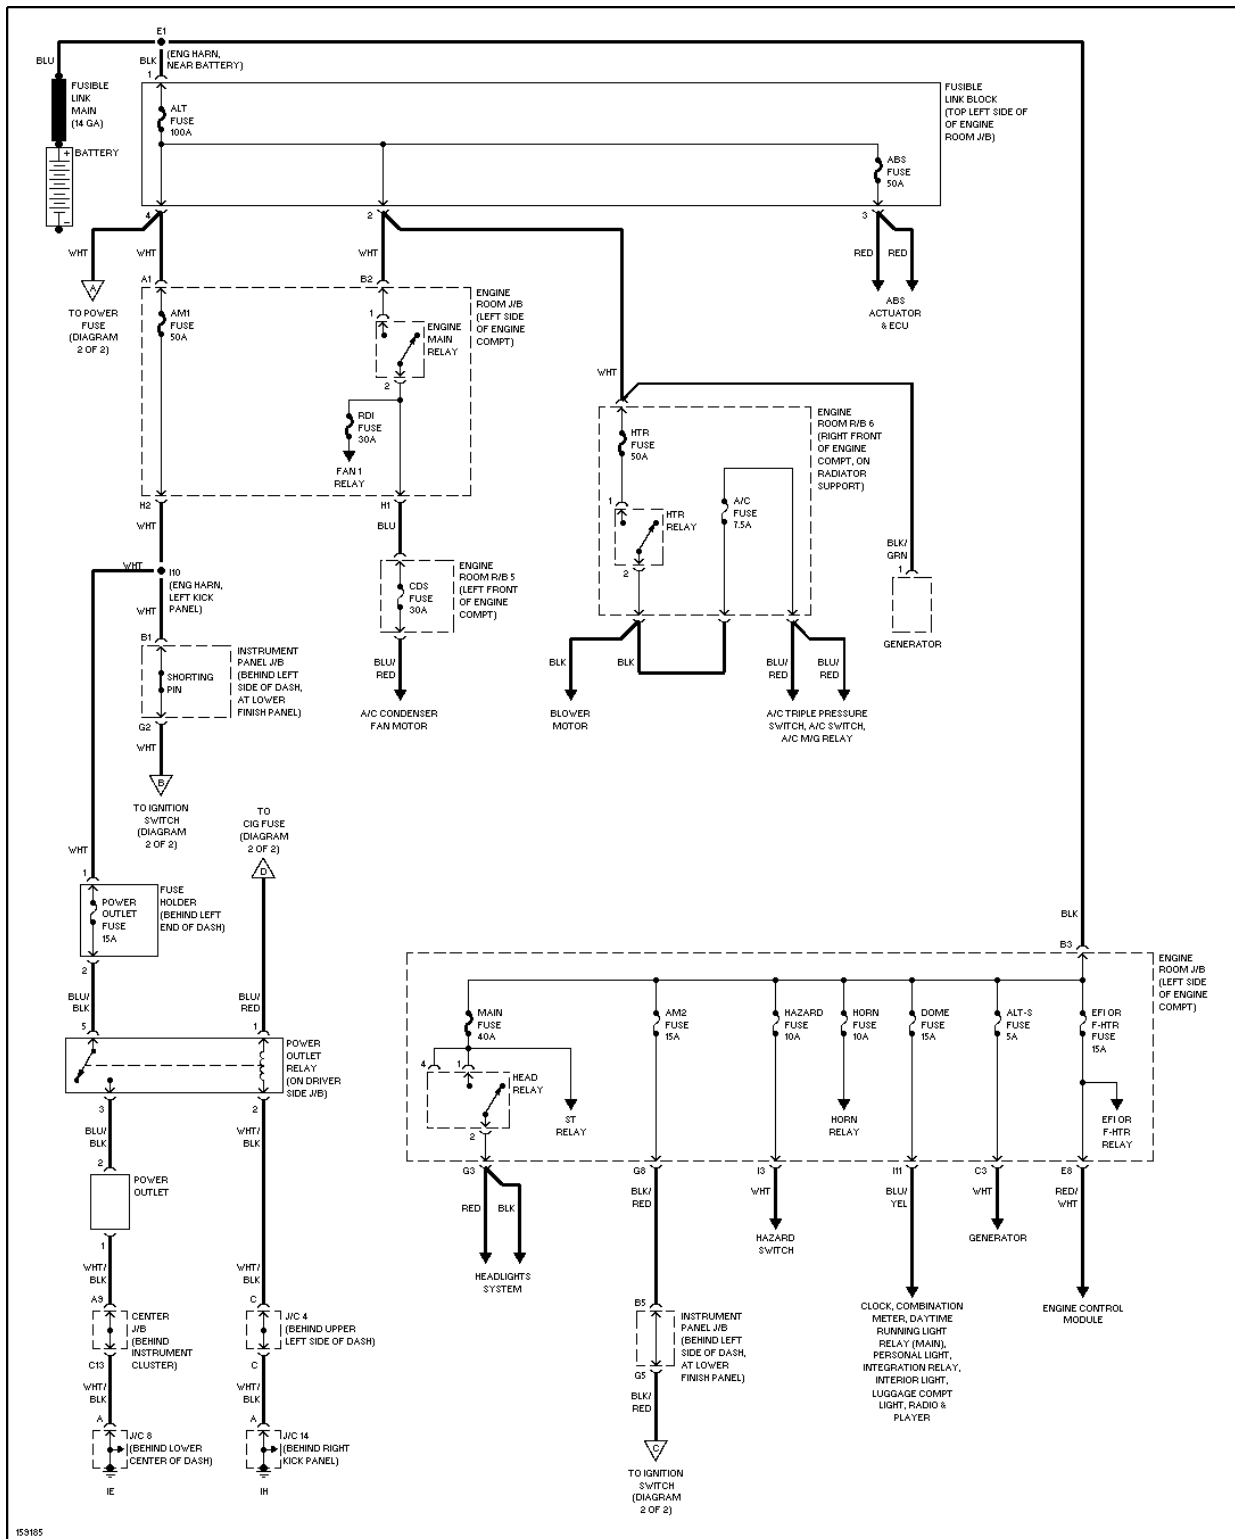 E1
BLU
BLK
(ENG HARN,
NEAR BATTERY)
1
FUSIBLE
LINK
MAIN
(14 GA)
ALT
FUSE
100A
FUSIBLE
LINK BLOCK
(TOP LEFT SIDE OF
OF ENGINE
ROOM J/B)
+
BATTERY
-
ABS
FUSE
50A
4
2
3
WHT
WHT
WHT
RED
RED
A
TO POWER
FUSE
(DIAGRAM
2 OF 2)
A1
B2
AM1
FUSE
50A
1
ENGINE
MAIN
RELAY
2
ENGINE
ROOM J/B
(LEFT SIDE
OF ENGINE
COMPT)
ABS
ACTUATOR
& ECU
RDI
FUSE
30A
FAN 1
RELAY
WHT
HTR
FUSE
50A
ENGINE
ROOM R/B 6
(RIGHT FRONT
OF ENGINE
COMPT, ON
RADIATOR
SUPPORT)
1
HTR
RELAY
2
A/C
FUSE
7.5A
H2
H1
WHT
BLU
BLK/
GRN
1
GENERATOR
WHT
I10
(ENG HARN,
LEFT KICK
PANEL)
WHT
CDS
FUSE
30A
ENGINE
ROOM R/B 5
(LEFT FRONT
OF ENGINE
COMPT)
B1
SHORTING
PIN
INSTRUMENT
PANEL J/B
(BEHIND LEFT
SIDE OF DASH,
AT LOWER
FINISH PANEL)
G2
WHT
BLU/
RED
A/C CONDENSER
FAN MOTOR
BLK
BLK
BLOWER
MOTOR
BLU/
RED
BLU/
RED
A/C TRIPLE PRESSURE
SWITCH, A/C SWITCH,
A/C M/G RELAY
B
TO IGNITION
SWITCH
(DIAGRAM
2 OF 2)
TO
CIG FUSE
(DIAGRAM
2 OF 2)
D
WHT
1
POWER
OUTLET
FUSE
15A
FUSE
HOLDER
(BEHIND LEFT
END OF DASH)
2
BLU/
BLK
BLU/
RED
5
1
POWER
OUTLET
RELAY
(ON DRIVER
SIDE J/B)
3
2
BLU/
BLK
WHT/
BLK
2
POWER
OUTLET
1
WHT/
BLK
WHT/
BLK
A9
C
CENTER
J/B
(BEHIND
INSTRUMENT
CLUSTER)
J/C 4
(BEHIND UPPER
LEFT SIDE OF DASH)
C13
C
WHT/
BLK
WHT/
BLK
A
A
J/C 8
(BEHIND LOWER
CENTER OF DASH)
J/C 14
(BEHIND RIGHT
KICK PANEL)
IE
IH
BLK
B3
ENGINE
ROOM J/B
(LEFT SIDE
OF ENGINE
COMPT)
MAIN
FUSE
40A
AM2
FUSE
15A
HAZARD
FUSE
10A
HORN
FUSE
10A
DOME
FUSE
15A
ALT-S
FUSE
5A
EFI OR
F-HTR
FUSE
15A
4
1
HEAD
RELAY
2
ST
RELAY
HORN
RELAY
EFI OR
F-HTR
RELAY
G3
G8
I3
I11
C3
E8
RED
BLK
BLK/
RED
WHT
BLU/
YEL
WHT
RED/
WHT
HEADLIGHTS
SYSTEM
HAZARD
SWITCH
GENERATOR
B5
INSTRUMENT
PANEL J/B
(BEHIND LEFT
SIDE OF DASH,
AT LOWER
FINISH PANEL)
G5
BLK/
RED
C
TO IGNITION
SWITCH
(DIAGRAM
2 OF 2)
CLOCK, COMBINATION
METER, DAYTIME
RUNNING LIGHT
RELAY (MAIN),
PERSONAL LIGHT,
INTEGRATION RELAY,
INTERIOR LIGHT,
LUGGAGE COMPT
LIGHT, RADIO &
PLAYER
ENGINE CONTROL
MODULE
153185